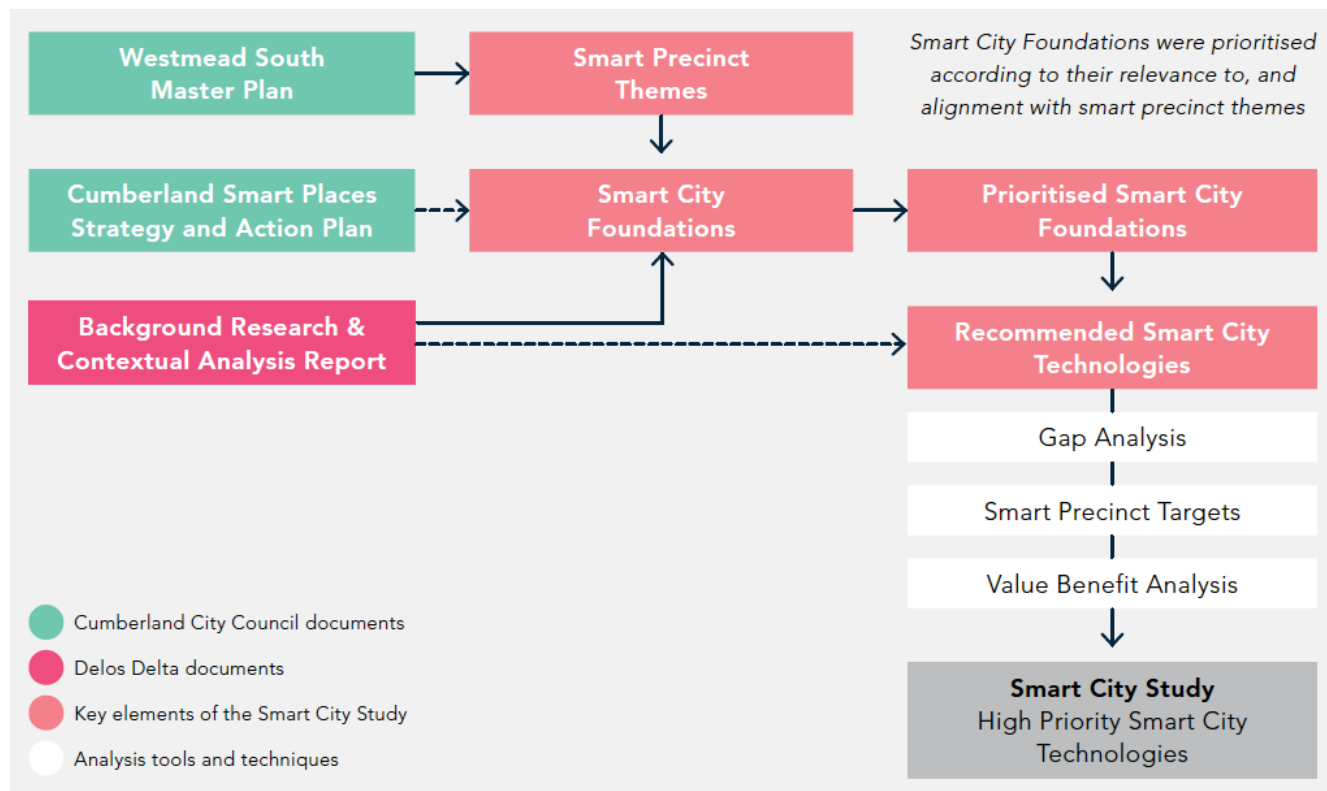 Westmead South
Master Plan
Smart Precinct
Themes
Smart City Foundations were prioritised
according to their relevance to, and
alignment with smart precinct themes
Cumberland Smart Places
Strategy and Action Plan
Smart City
Foundations
Prioritised Smart City
Foundations
Background Research &
Contextual Analysis Report
Recommended Smart City
Technologies
Gap Analysis
Smart Precinct Targets
Value Benefit Analysis
Smart City Study
High Priority Smart City
Technologies
Cumberland City Council documents
Delos Delta documents
Key elements of the Smart City Study
Analysis tools and techniques